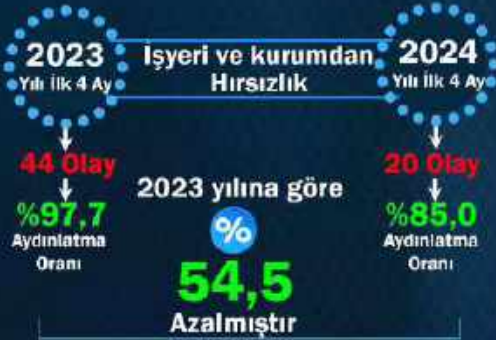 2023
Yılı İlk 4 Ay
İşyeri ve kurumdan
Hırsızlık
2024
Yılı İlk 4 Ay
44 Olay
%97,7
Aydınlatma
Oranı
2023 yılına göre
%
54,5
Azalmıştır
20 Olay
%85,0
Aydınlatma
Oranı